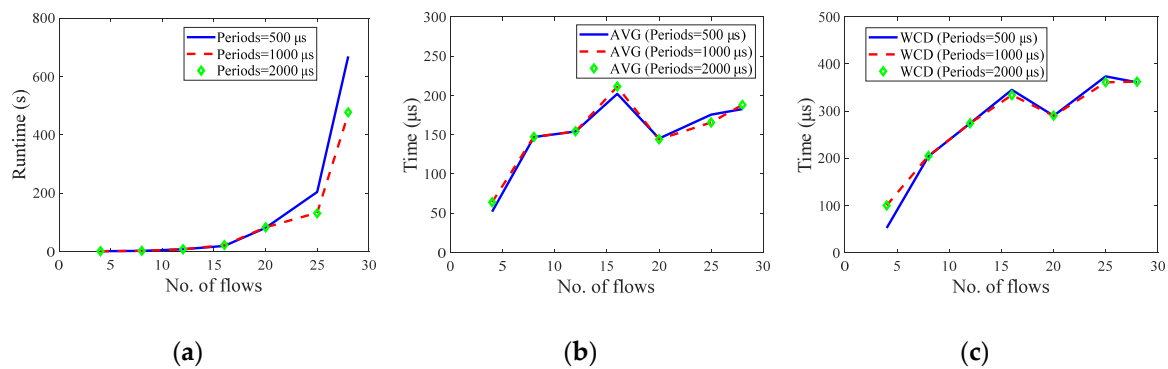 800
600
400
200
0
Runtime (s)
0 5 10 15 20 25 30
No. of flows
Periods=500 μs
Periods=1000 μs
Periods=2000 μs
(a)
300
250
200
150
100
50
0
Time (μs)
0 5 10 15 20 25 30
No. of flows
AVG (Periods=500 μs)
AVG (Periods=1000 μs)
AVG (Periods=2000 μs)
(b)
500
400
300
200
100
0
Time (μs)
0 5 10 15 20 25 30
No. of flows
WCD (Periods=500 μs)
WCD (Periods=1000 μs)
WCD (Periods=2000 μs)
(c)